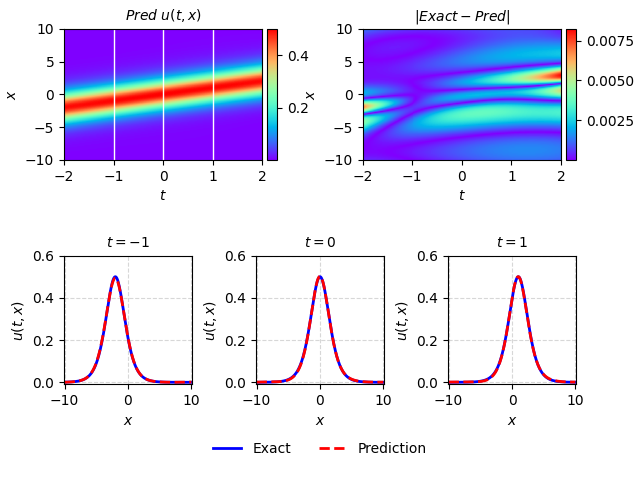 Pred u(t, x)
|Exact − Pred|
10
5
0
−5
−10
x
−2 −1 0 1 2
t
0.4
0.2
10
5
0
−5
−10
x
−2 −1 0 1 2
t
0.0075
0.0050
0.0025
t = −1
t = 0
t = 1
0.6
0.4
0.2
0.0
u(t, x)
−10 0 10
x
0.6
0.4
0.2
0.0
u(t, x)
−10 0 10
x
0.6
0.4
0.2
0.0
u(t, x)
−10 0 10
x
Exact
Prediction